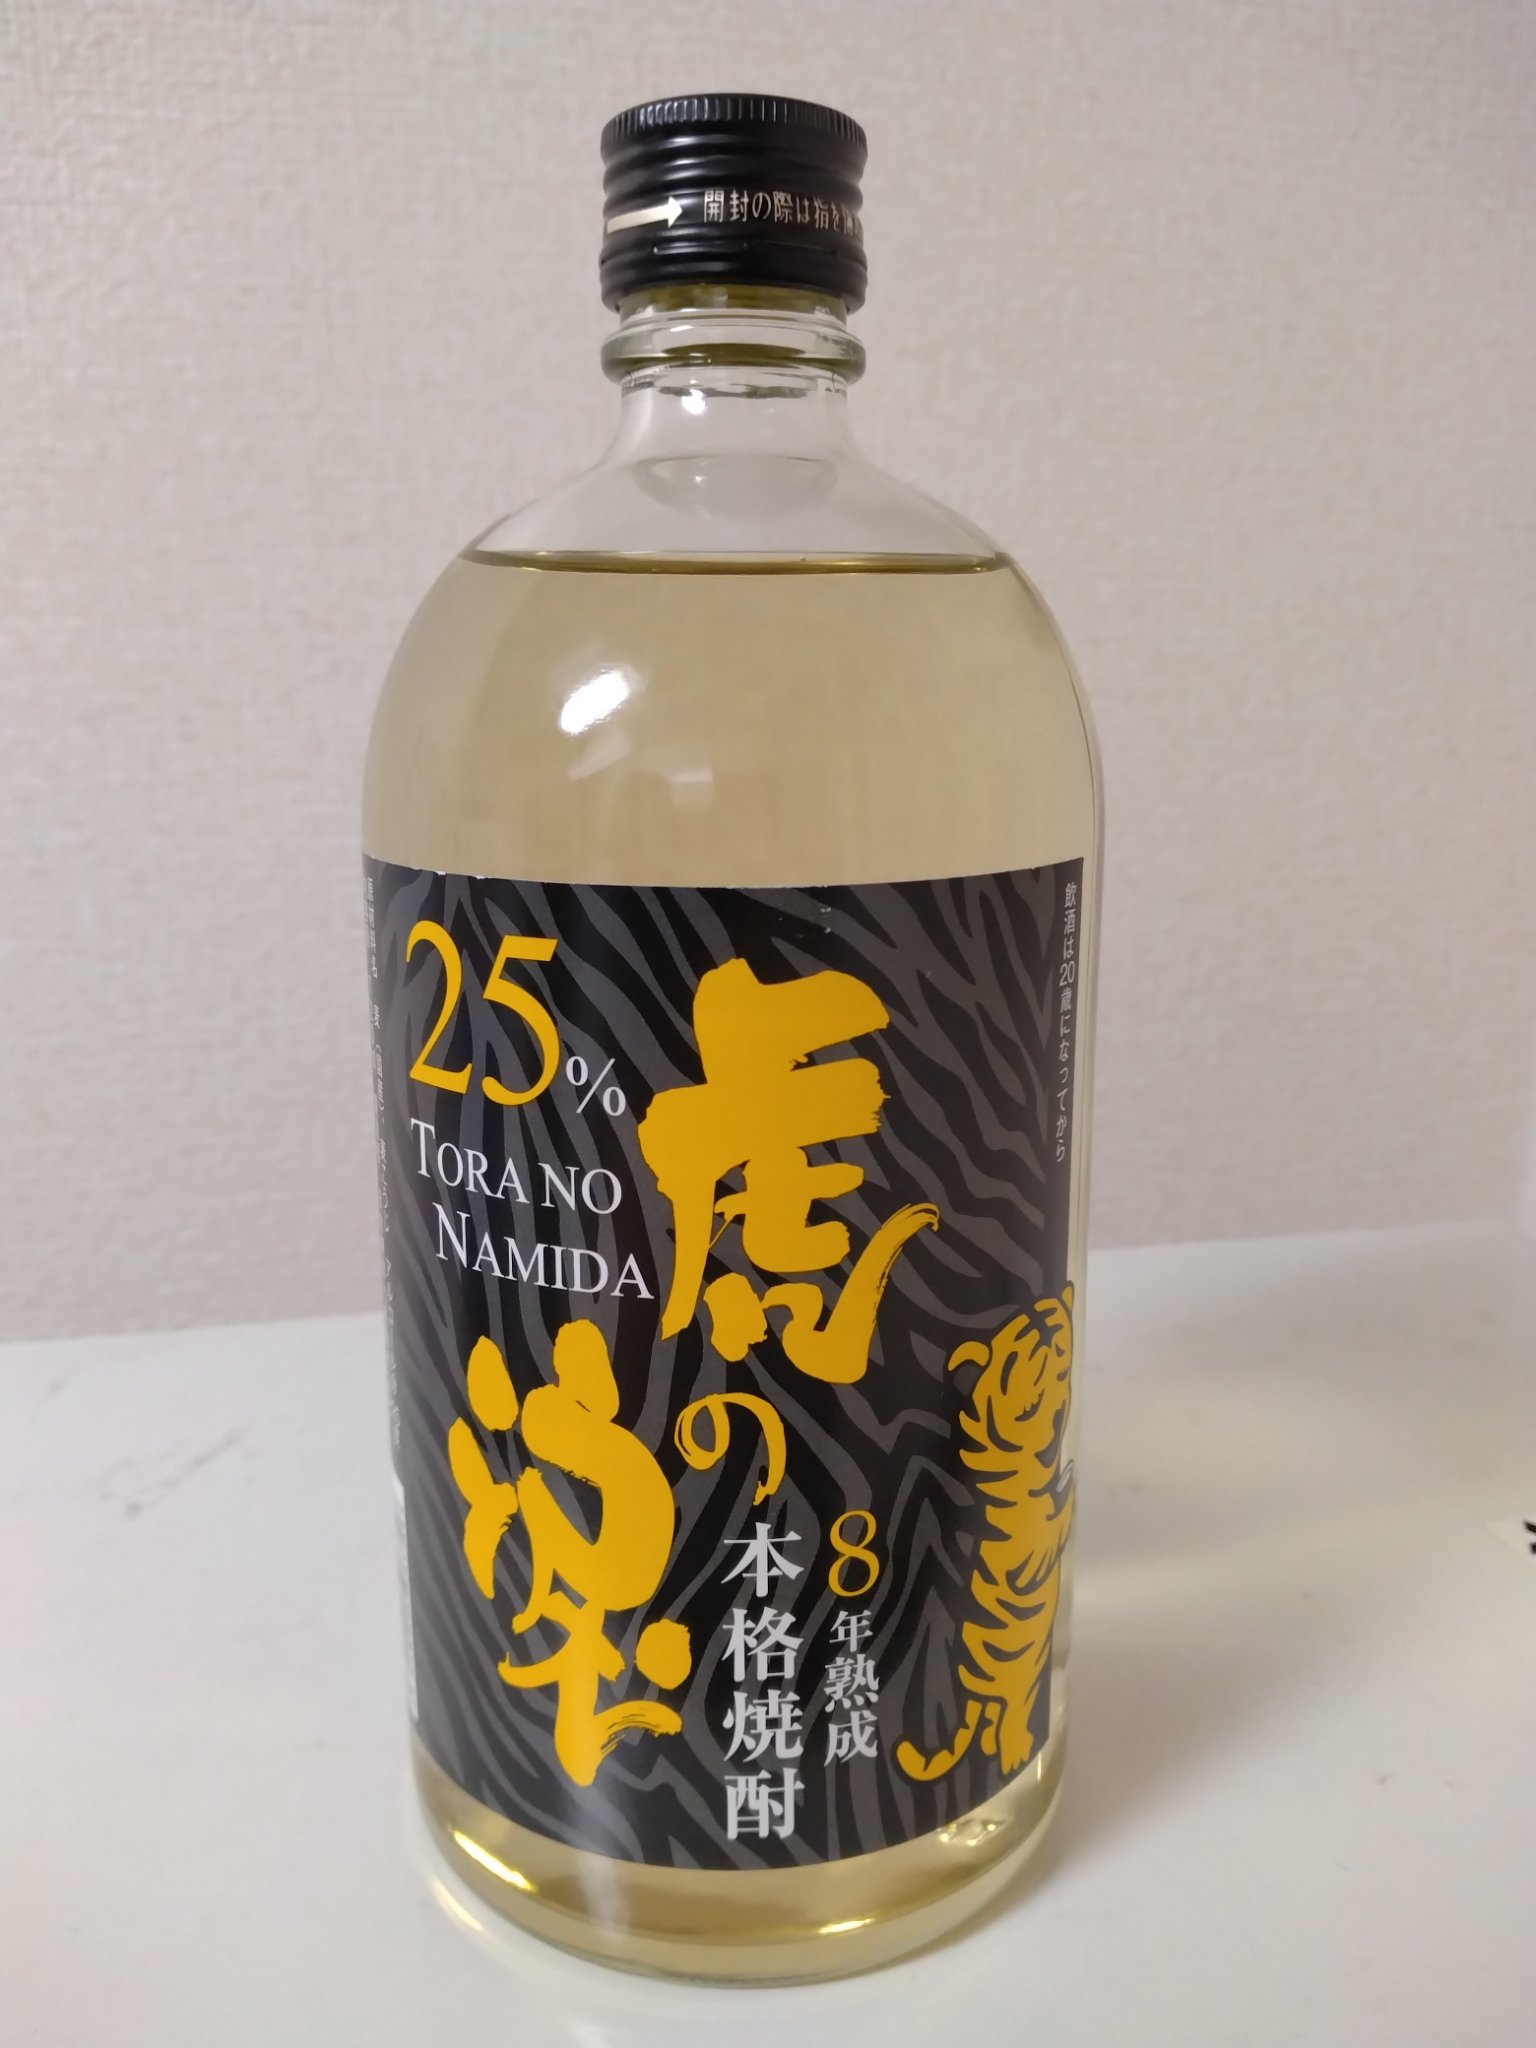 開封の際は指を
25%
TORA NO
NAMIDA
虎の
涙
8年熟成
本格焼酎
飲酒は20歳になってから